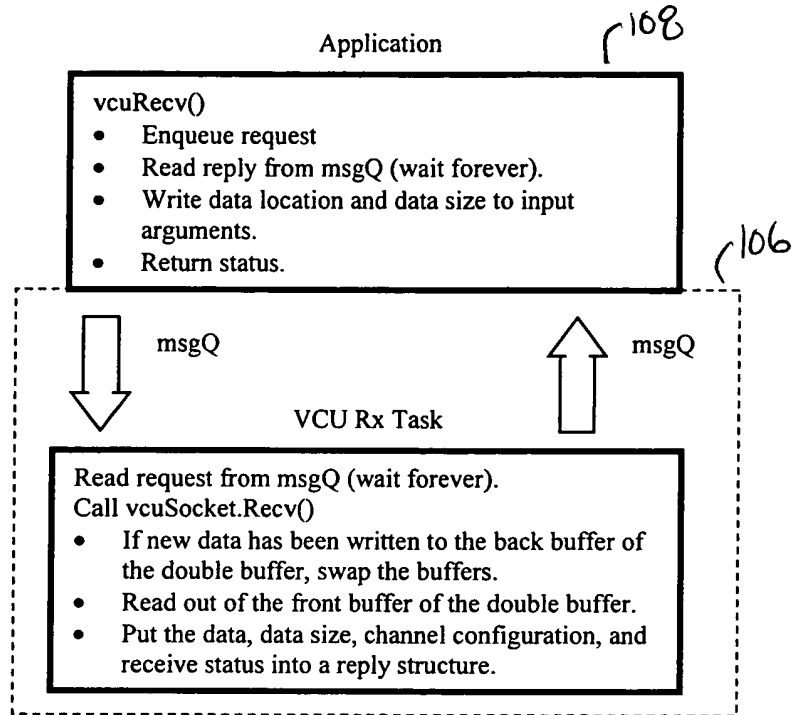 Application
108
vcuRecv()
• Enqueue request
• Read reply from msgQ (wait forever).
• Write data location and data size to input
arguments.
• Return status.
106
msgQ
msgQ
VCU Rx Task
Read request from msgQ (wait forever).
Call vcuSocket.Recv()
• If new data has been written to the back buffer of
the double buffer, swap the buffers.
• Read out of the front buffer of the double buffer.
• Put the data, data size, channel configuration, and
receive status into a reply structure.